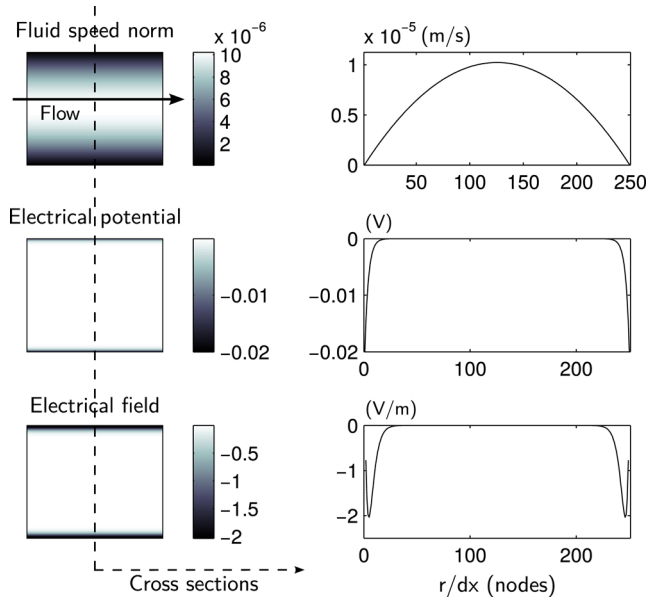 Fluid speed norm
x 10⁻⁶
10
8
6
4
2
Flow
x 10⁻⁵ (m/s)
1
0.5
0
50 100 150 200 250
Electrical potential
−0.01
−0.02
(V)
0
−0.01
−0.02
0 100 200
Electrical field
−0.5
−1
−1.5
−2
(V/m)
0
−1
−2
0 100 200
r/dx (nodes)
Cross sections